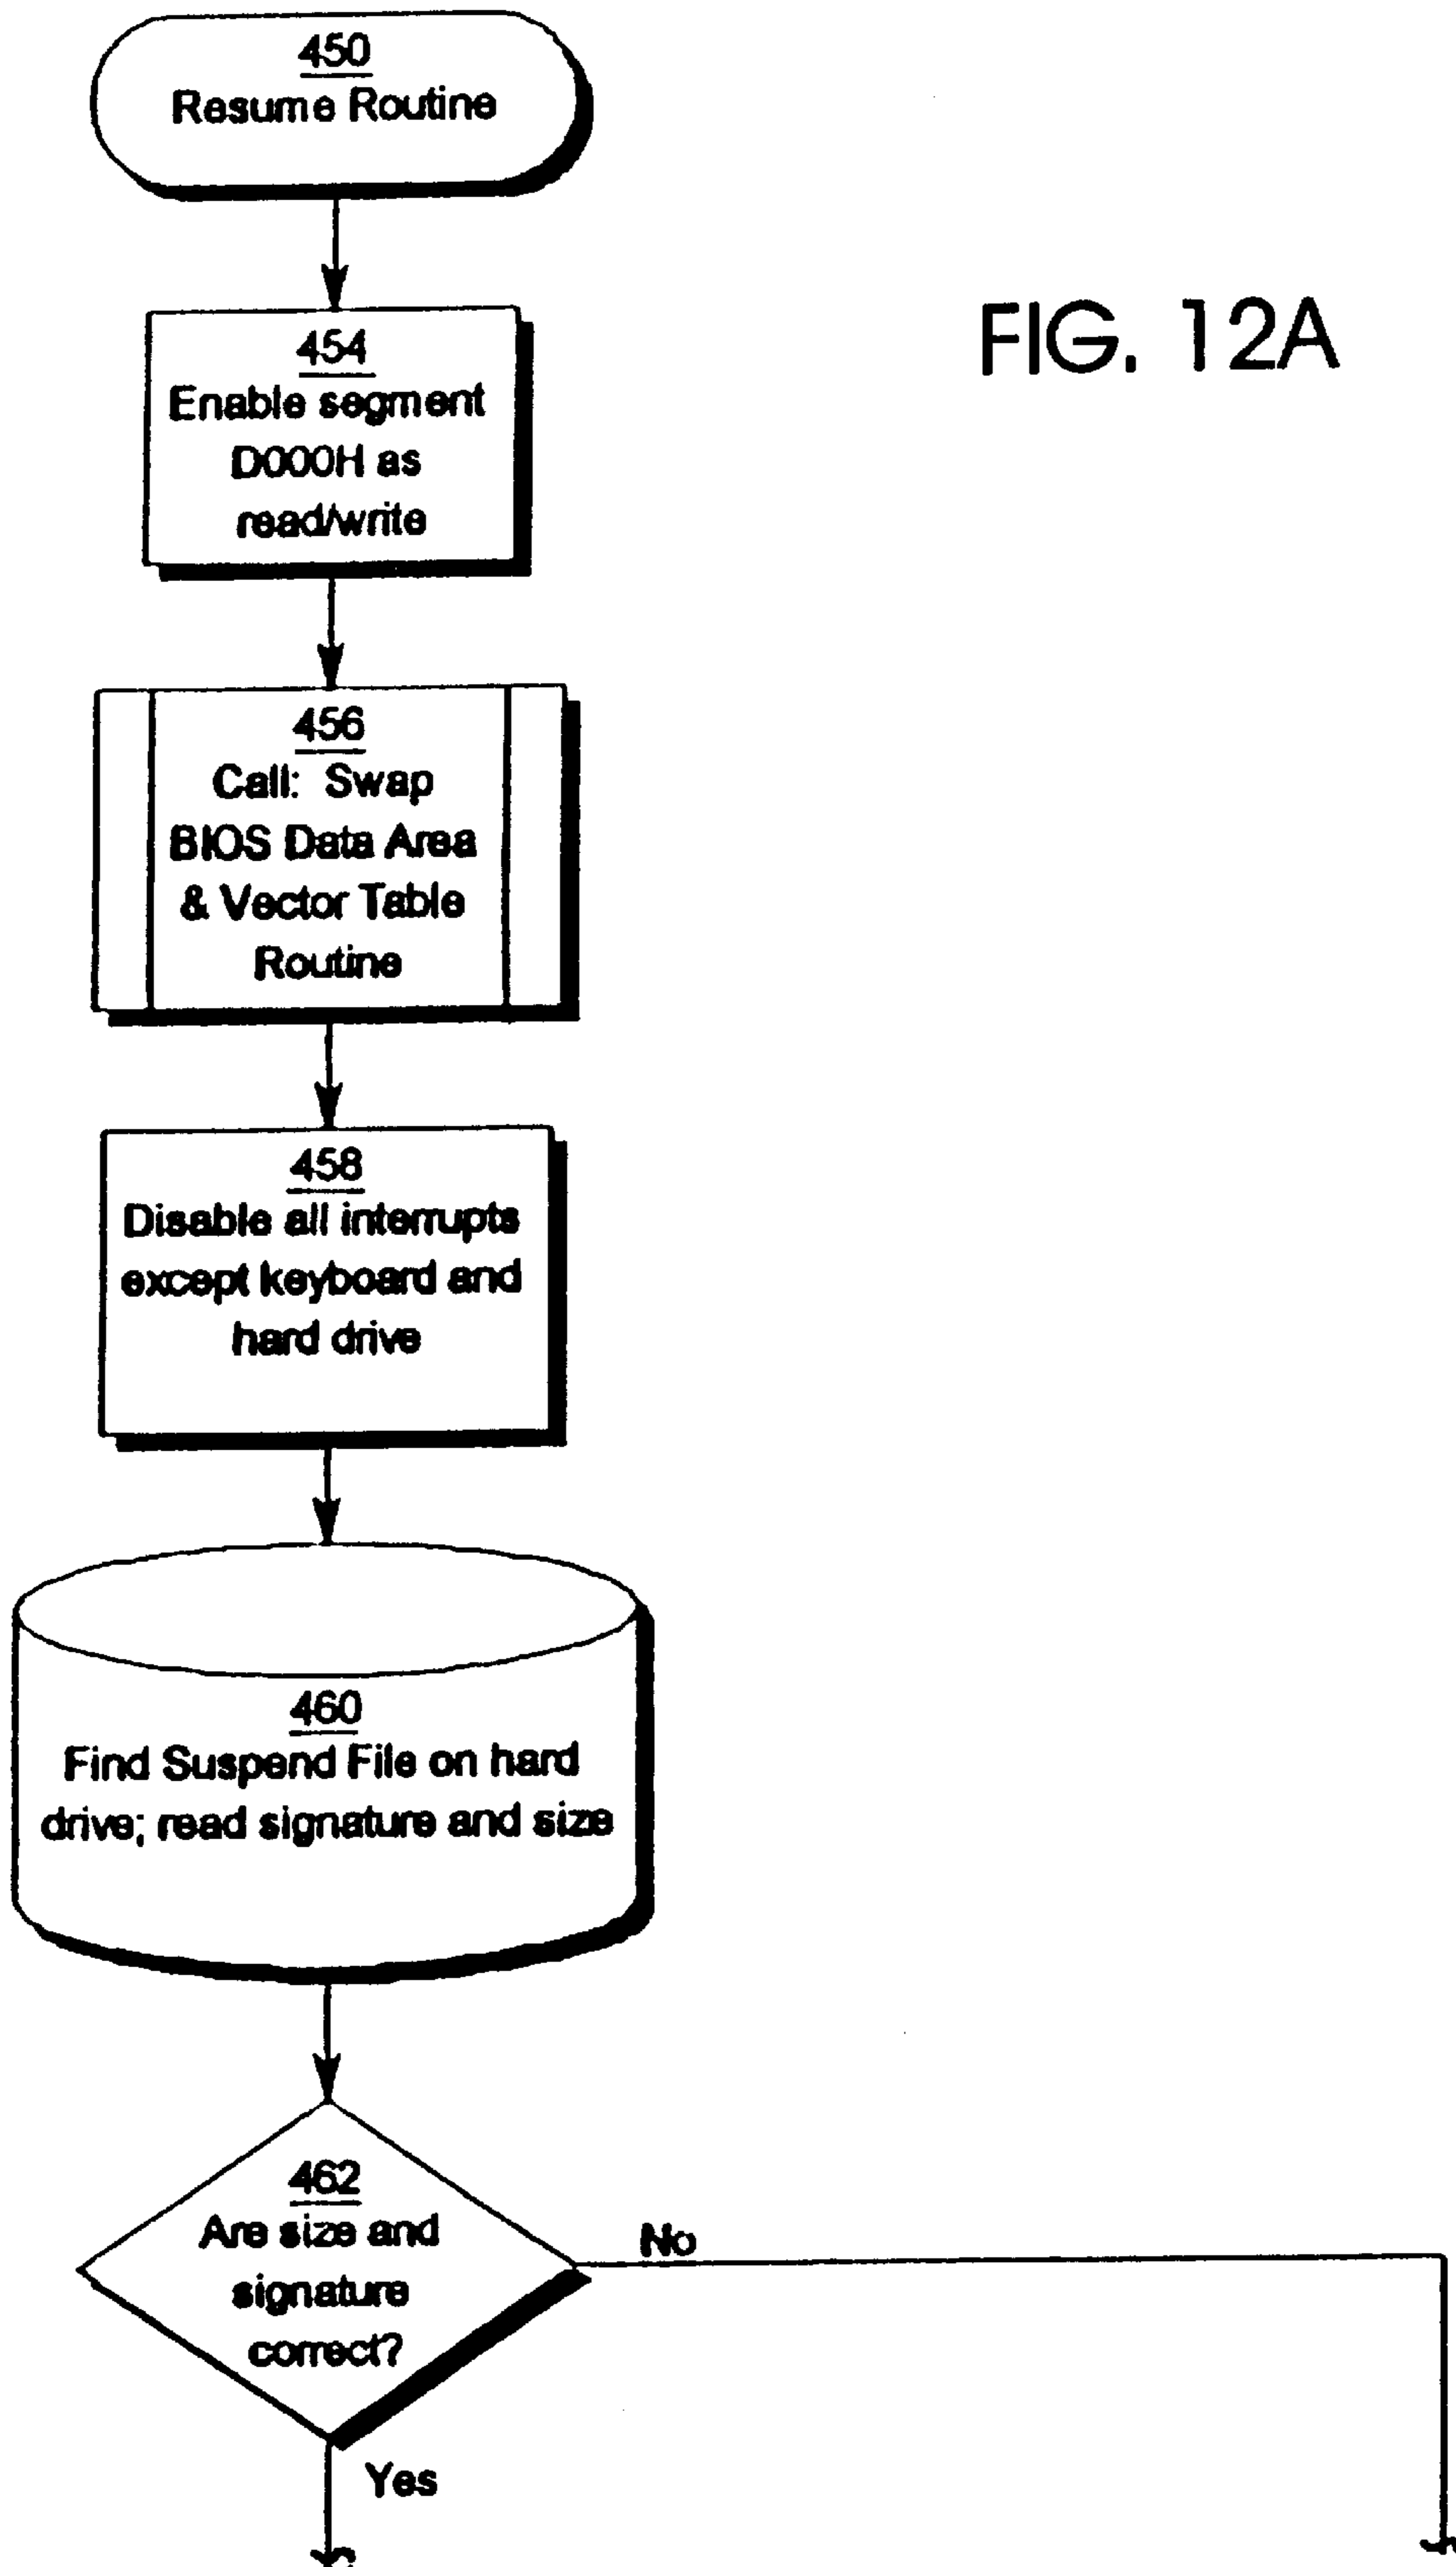 450
Resume Routine
FIG. 12A
454
Enable segment
D000H as
read/write
456
Call: Swap
BIOS Data Area
& Vector Table
Routine
458
Disable all interrupts
except keyboard and
hard drive
460
Find Suspend File on hard
drive; read signature and size
462
Are size and
signature
correct?
No
Yes